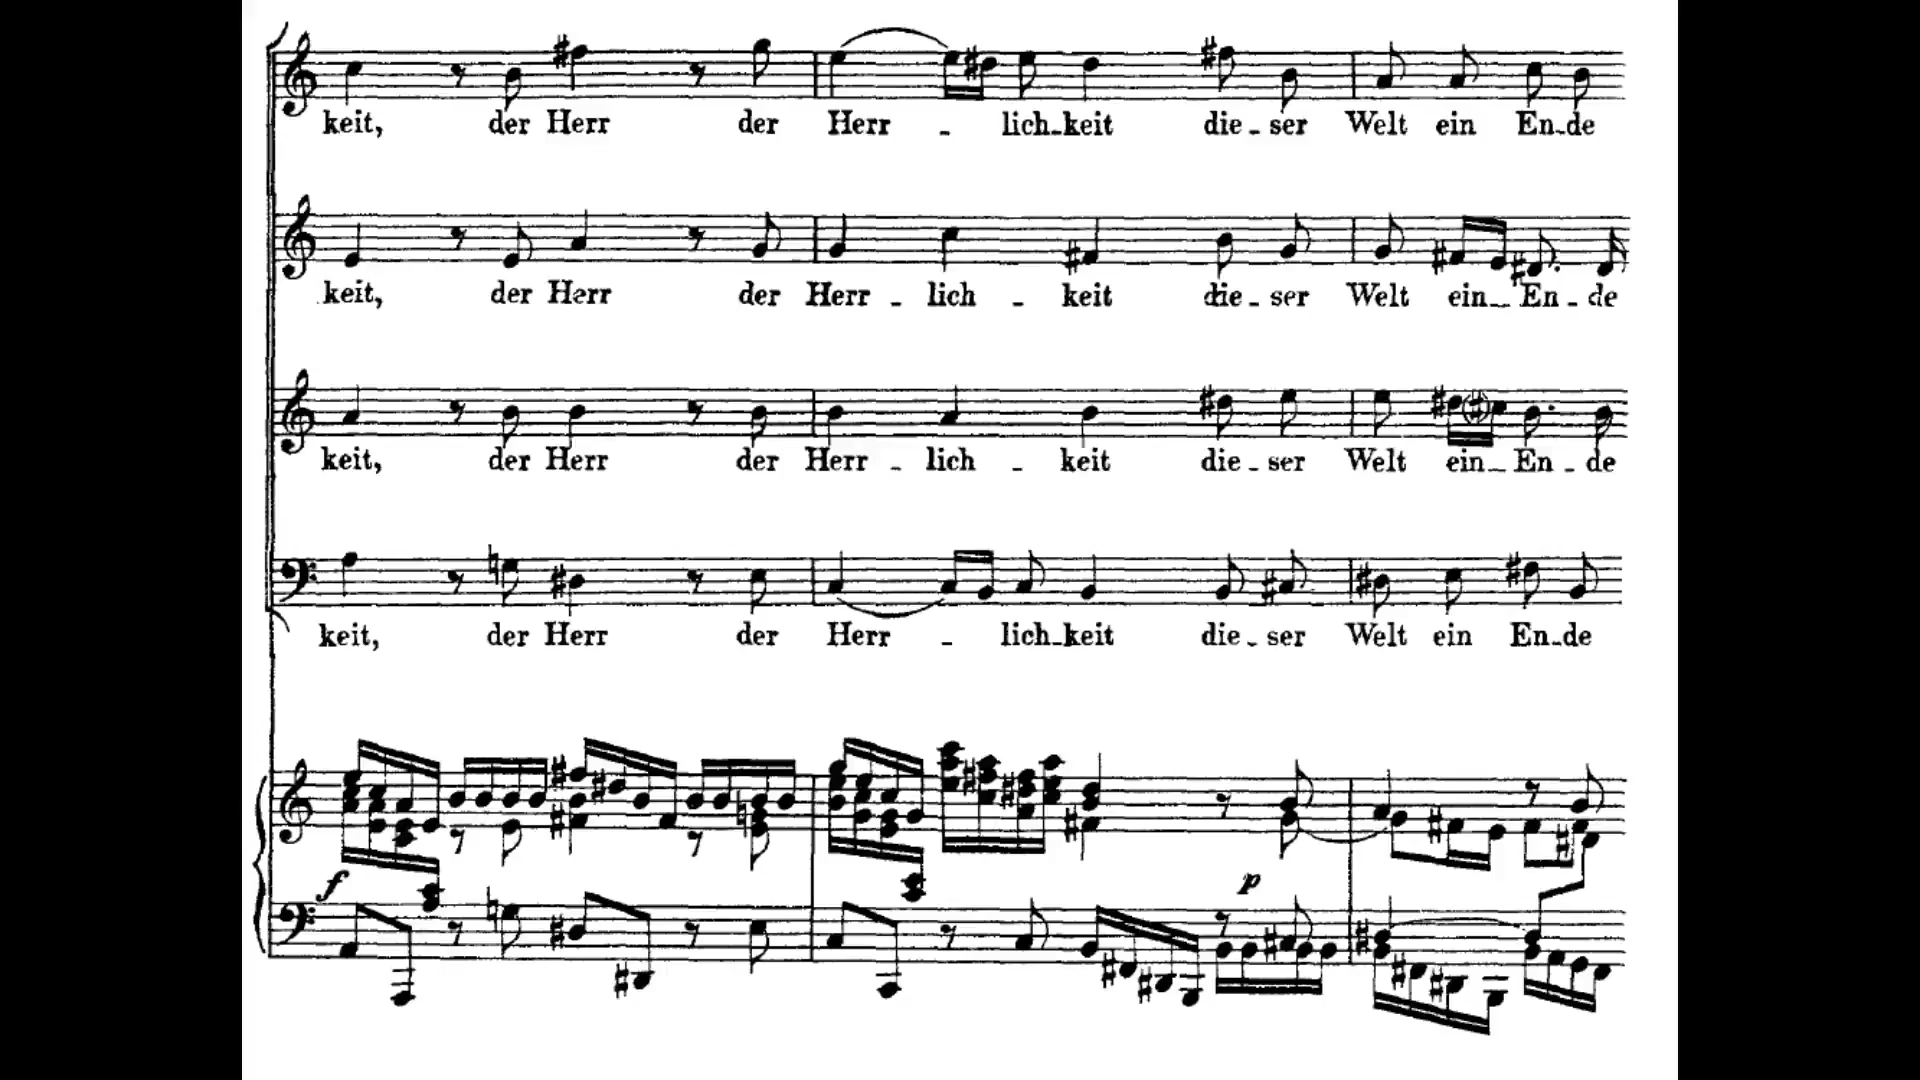 keit, der Herr der Herr - lich-keit die - ser Welt ein En-de
keit, der Herr der Herr - lich - keit die - ser Welt ein En - de
keit, der Herr der Herr - lich - keit die - ser Welt ein En - de
keit, der Herr der Herr - lich-keit die - ser Welt ein En-de
f
p